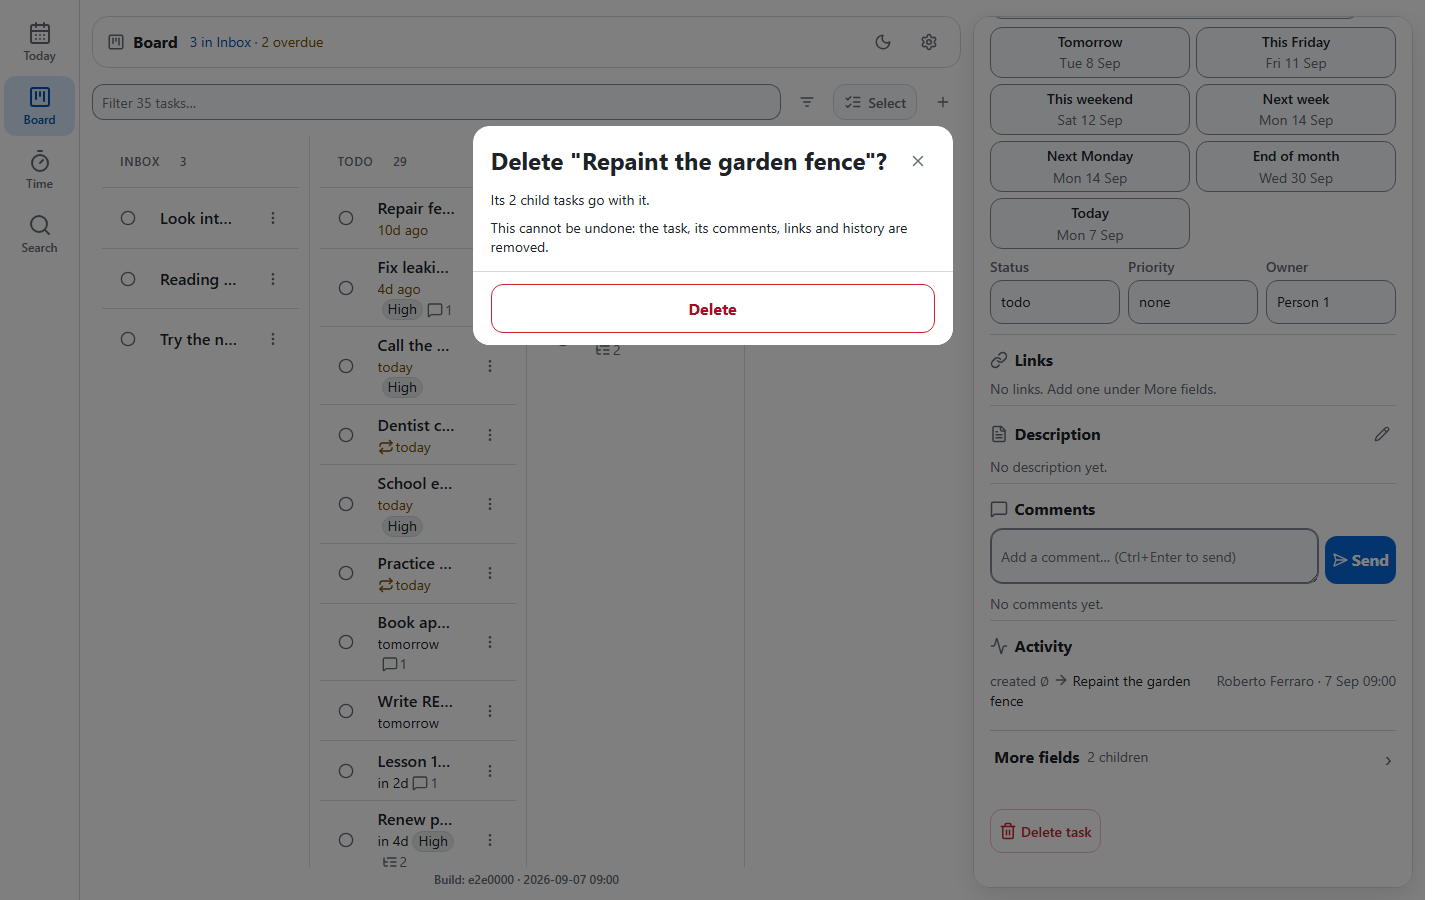 Today
Board
Time
Search
Board
3 in Inbox · 2 overdue
Filter 35 tasks...
Select
INBOX 3
Look int...
Reading ...
Try the n...
TODO 29
Repair fe...
10d ago
Fix leaki...
4d ago
High 1
Call the ...
today
High
Dentist c...
today
School e...
today
High
Practice ...
today
Book ap...
tomorrow
1
Write RE...
tomorrow
Lesson 1...
in 2d 1
Renew p...
in 4d High
2
2
Build: e2e0000 · 2026-09-07 09:00
Delete "Repaint the garden fence"?
Its 2 child tasks go with it.
This cannot be undone: the task, its comments, links and history are
removed.
Delete
Tomorrow
Tue 8 Sep
This Friday
Fri 11 Sep
This weekend
Sat 12 Sep
Next week
Mon 14 Sep
Next Monday
Mon 14 Sep
End of month
Wed 30 Sep
Today
Mon 7 Sep
Status Priority Owner
todo none Person 1
Links
No links. Add one under More fields.
Description
No description yet.
Comments
Add a comment... (Ctrl+Enter to send)
Send
No comments yet.
Activity
created ∅ → Repaint the garden
fence
Roberto Ferraro · 7 Sep 09:00
More fields 2 children
Delete task